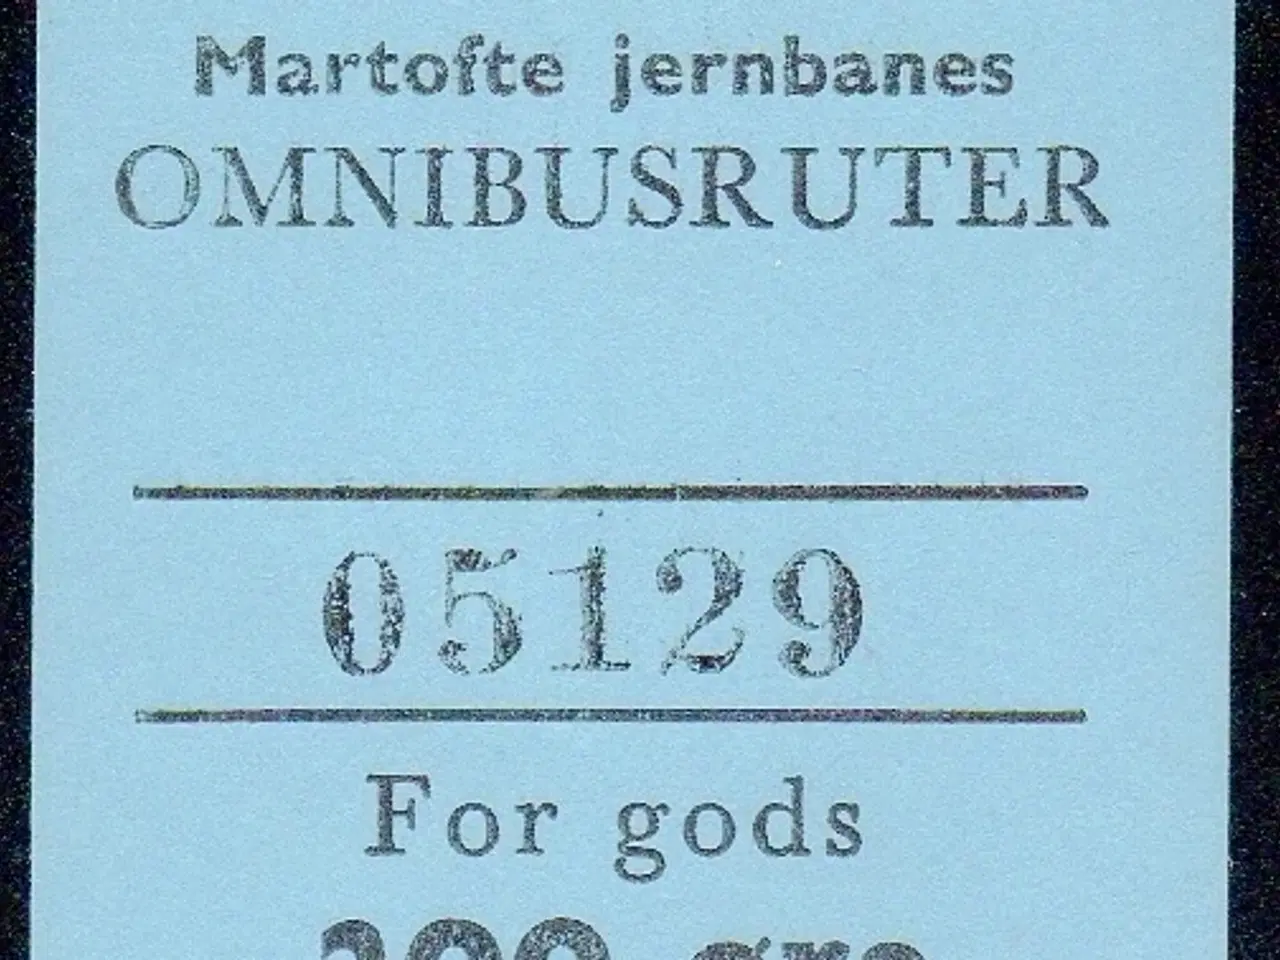 Martofte jernbanes
OMNIBUSRUTER
05129
For gods